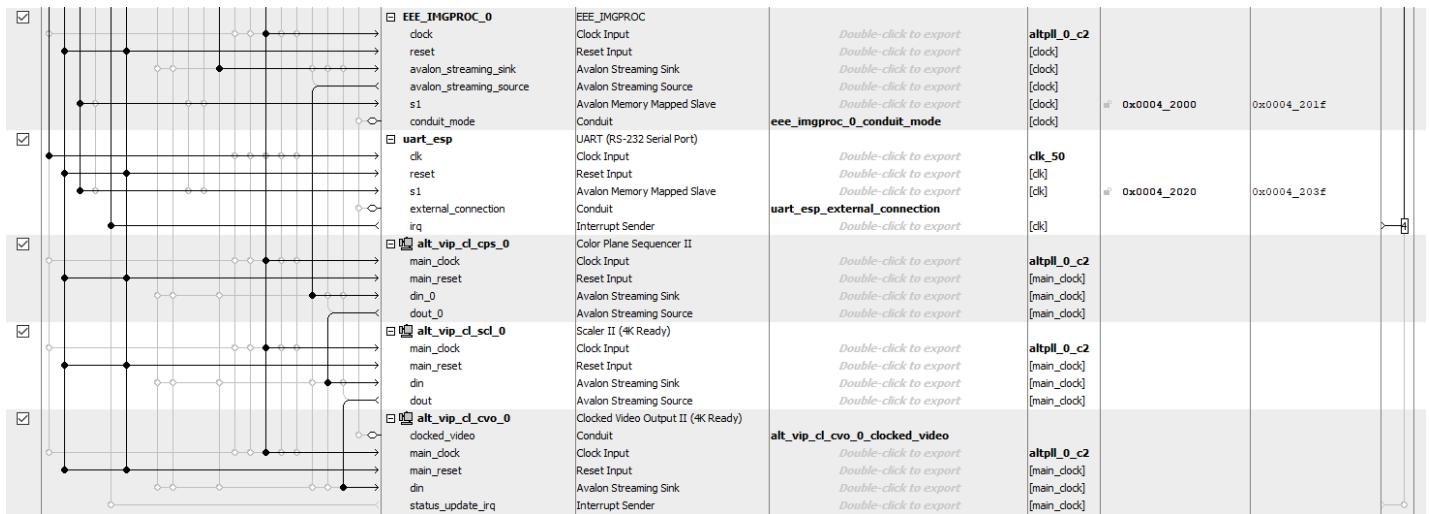 EEE_IMGPROC_0 EEE_IMGPROC
clock Clock Input Double-click to export altpll_0_c2
reset Reset Input Double-click to export [clock]
avalon_streaming_sink Avalon Streaming Sink Double-click to export [clock]
avalon_streaming_source Avalon Streaming Source Double-click to export [clock]
s1 Avalon Memory Mapped Slave Double-click to export [clock] 0x0004_2000 0x0004_201f
conduit_mode Conduit eee_imgproc_0_conduit_mode [clock]
uart_esp UART (RS-232 Serial Port)
clk Clock Input Double-click to export clk_50
reset Reset Input Double-click to export [clk]
s1 Avalon Memory Mapped Slave Double-click to export [clk] 0x0004_2020 0x0004_203f
external_connection Conduit uart_esp_external_connection
irq Interrupt Sender Double-click to export [clk] 4
alt_vip_cl_cps_0 Color Plane Sequencer II
main_clock Clock Input Double-click to export altpll_0_c2
main_reset Reset Input Double-click to export [main_clock]
din_0 Avalon Streaming Sink Double-click to export [main_clock]
dout_0 Avalon Streaming Source Double-click to export [main_clock]
alt_vip_cl_scl_0 Scaler II (4K Ready)
main_clock Clock Input Double-click to export altpll_0_c2
main_reset Reset Input Double-click to export [main_clock]
din Avalon Streaming Sink Double-click to export [main_clock]
dout Avalon Streaming Source Double-click to export [main_clock]
alt_vip_cl_cvo_0 Clocked Video Output II (4K Ready)
clocked_video Conduit alt_vip_cl_cvo_0_clocked_video
main_clock Clock Input Double-click to export altpll_0_c2
main_reset Reset Input Double-click to export [main_clock]
din Avalon Streaming Sink Double-click to export [main_clock]
status_update_irq Interrupt Sender Double-click to export [main_clock]